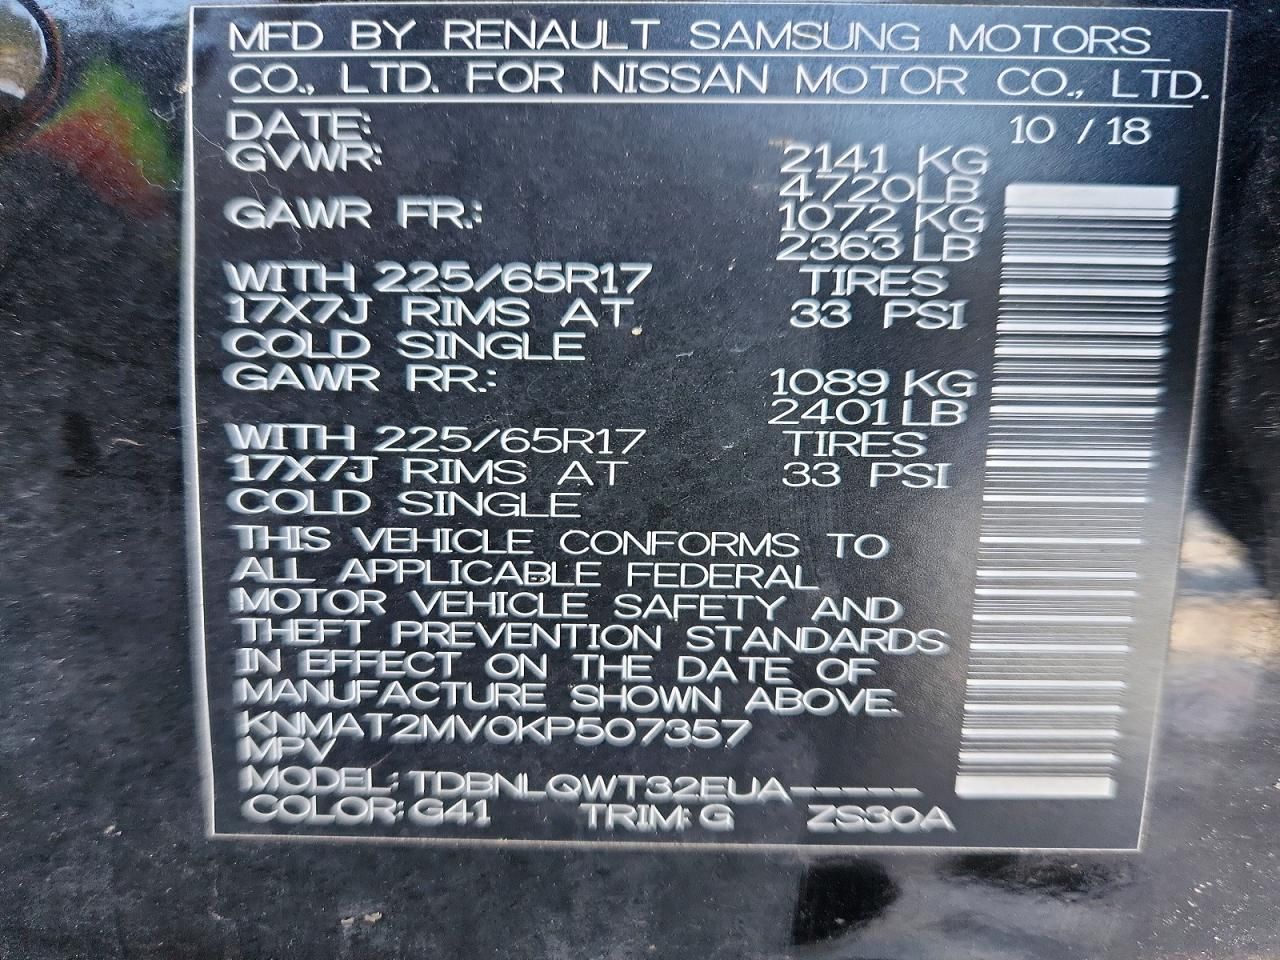 MFD BY RENAULT SAMSUNG MOTORS
CO., LTD. FOR NISSAN MOTOR CO., LTD.
DATE: 10 / 18
GVWR: 2141 KG
4720LB
GAWR FR.: 1072 KG
2363 LB
WITH 225/65R17 TIRES
17X7J RIMS AT 33 PSI
COLD SINGLE
GAWR RR.: 1089 KG
2401 LB
WITH 225/65R17 TIRES
17X7J RIMS AT 33 PSI
COLD SINGLE
THIS VEHICLE CONFORMS TO
ALL APPLICABLE FEDERAL
MOTOR VEHICLE SAFETY AND
THEFT PREVENTION STANDARDS
IN EFFECT ON THE DATE OF
MANUFACTURE SHOWN ABOVE.
KNMAT2MV0KP507357
MPV
MODEL: TDBNLQWT32EUA------
COLOR: G41 TRIM: G ZS30A